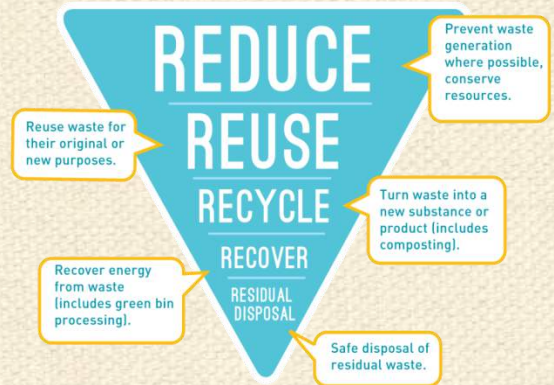 REDUCE
Prevent waste
generation
where possible,
conserve
resources.
REUSE
Reuse waste for
their original or
new purposes.
RECYCLE
Turn waste into a
new substance or
product (includes
composting).
RECOVER
Recover energy
from waste
(includes green bin
processing).
RESIDUAL
DISPOSAL
Safe disposal of
residual waste.